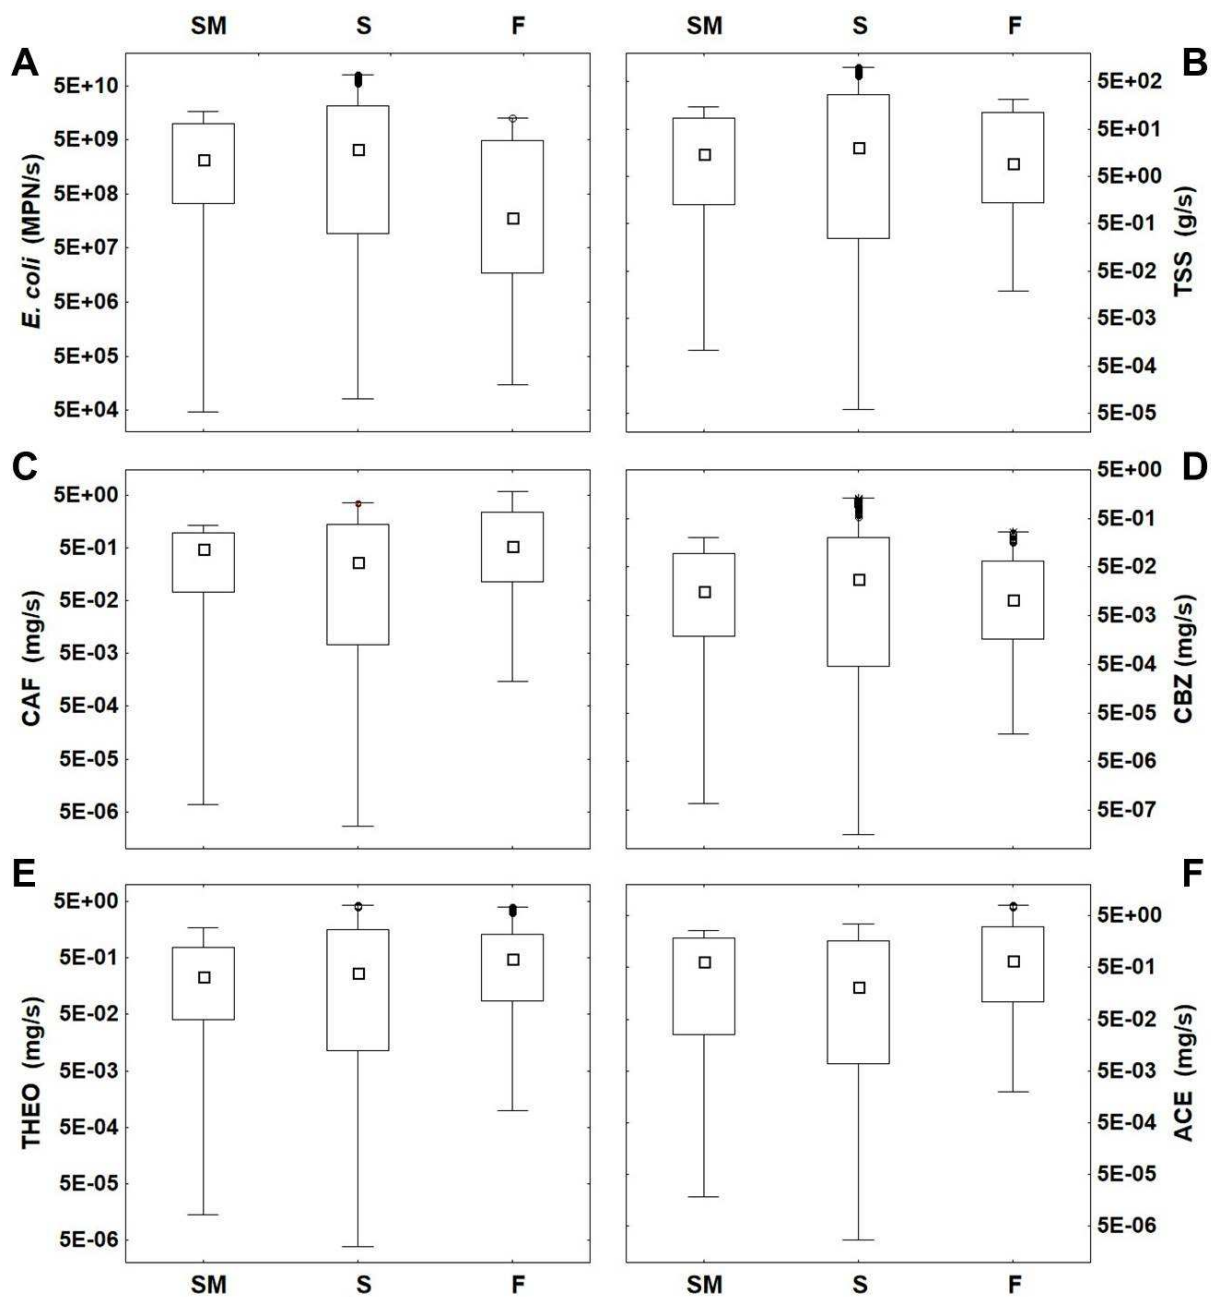 SM S F SM S F
A
5E+10
5E+09
5E+08
5E+07
5E+06
5E+05
5E+04
E. coli (MPN/s)
B
5E+02
5E+01
5E+00
5E-01
5E-02
5E-03
5E-04
5E-05
TSS (g/s)
C
5E+00
5E-01
5E-02
5E-03
5E-04
5E-05
5E-06
CAF (mg/s)
D
5E+00
5E-01
5E-02
5E-03
5E-04
5E-05
5E-06
5E-07
CBZ (mg/s)
E
5E+00
5E-01
5E-02
5E-03
5E-04
5E-05
5E-06
THEO (mg/s)
F
5E+00
5E-01
5E-02
5E-03
5E-04
5E-05
5E-06
ACE (mg/s)
SM S F SM S F